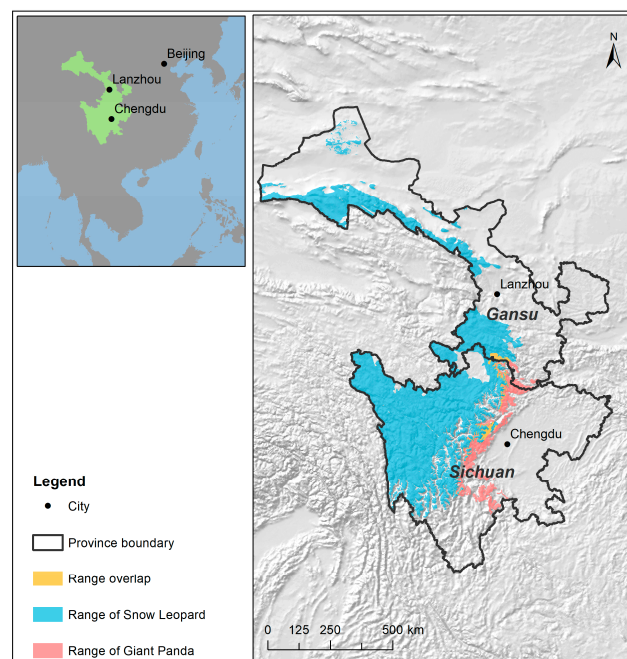 Beijing
Lanzhou
Chengdu
N
Lanzhou
Gansu
Chengdu
Sichuan
Legend
City
Province boundary
Range overlap
Range of Snow Leopard
Range of Giant Panda
0 125 250 500 km